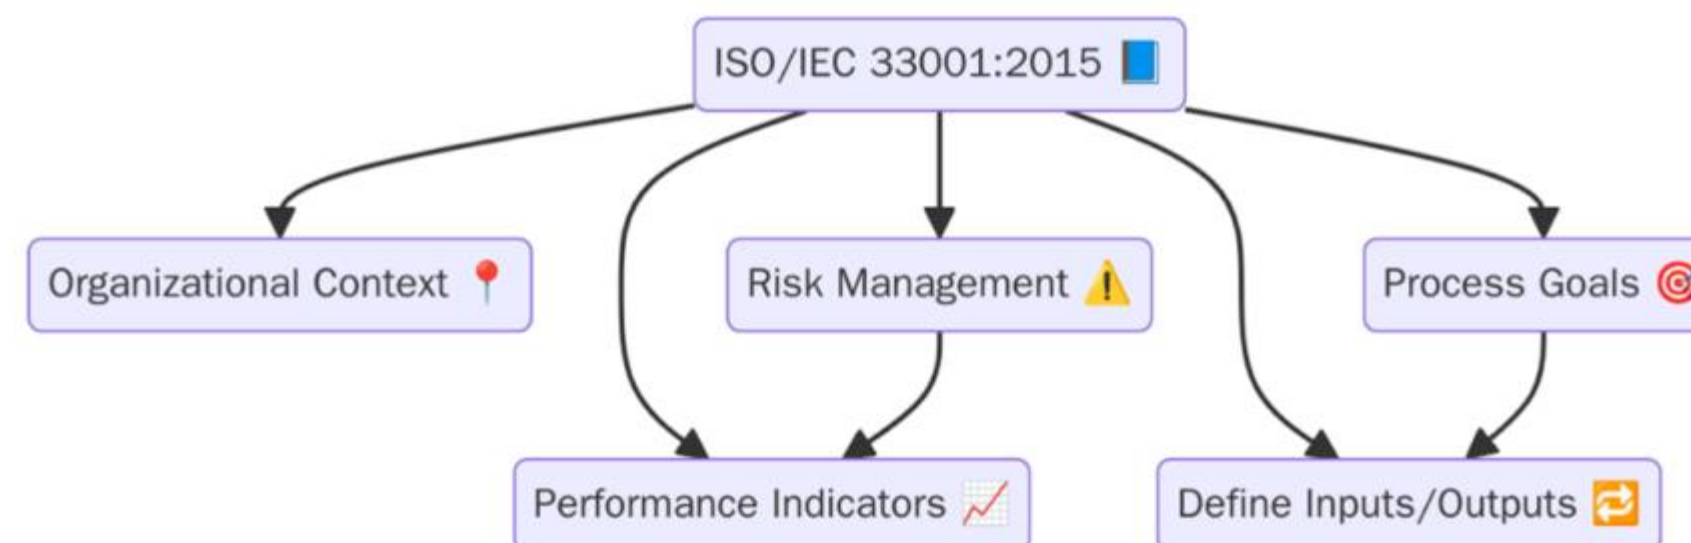 ISO/IEC 33001:2015 📘
Organizational Context 📍
Risk Management ⚠️
Process Goals 🎯
Performance Indicators 📈
Define Inputs/Outputs 🔁